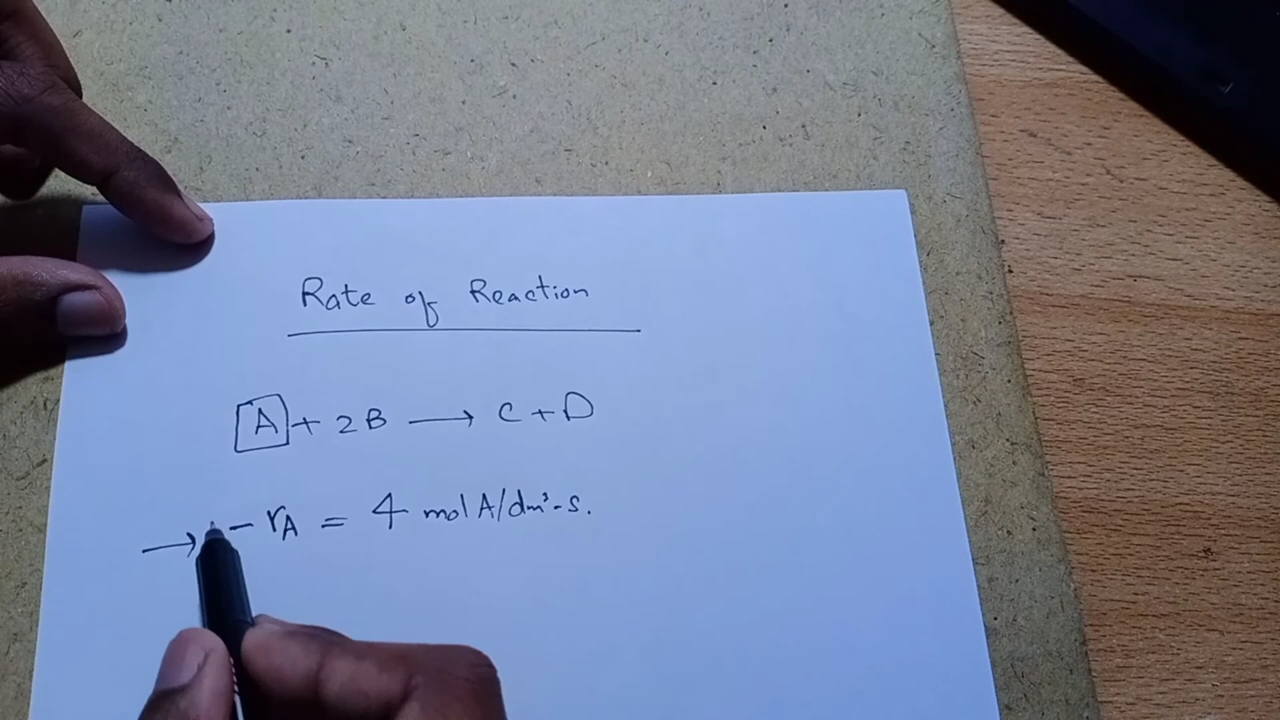 Rate of Reaction
A + 2B → C + D
→ - rA = 4 mol A/dm³-s.